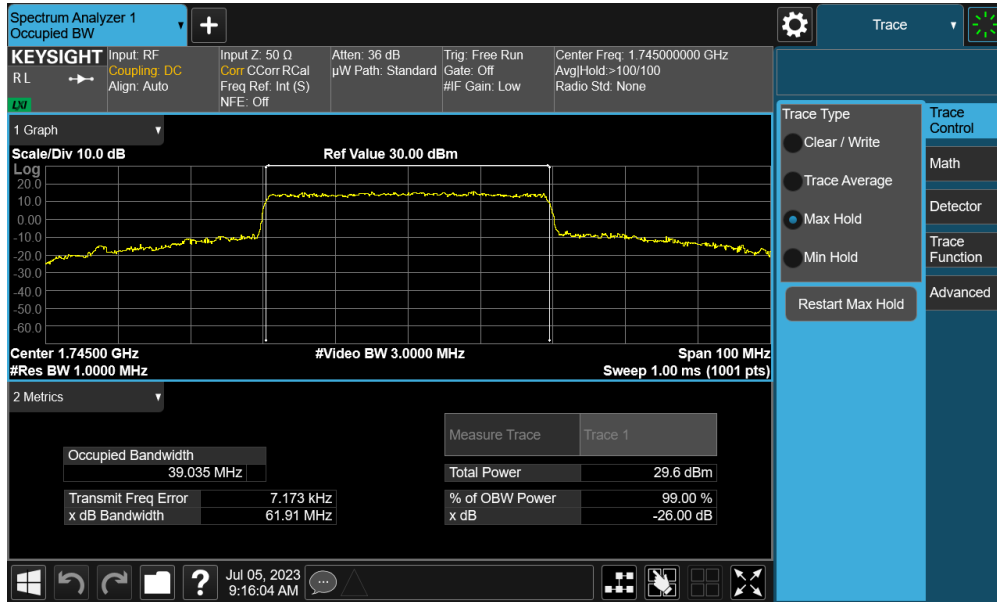 Spectrum Analyzer 1
Occupied BW
Trace
KEYSIGHT
R L
LXI
Input: RF
Coupling: DC
Align: Auto
Input Z: 50 Ω
Corr CCorr RCal
Freq Ref: Int (S)
NFE: Off
Atten: 36 dB
µW Path: Standard
Trig: Free Run
Gate: Off
#IF Gain: Low
Center Freq: 1.745000000 GHz
Avg|Hold:>100/100
Radio Std: None
1 Graph
Scale/Div 10.0 dB
Ref Value 30.00 dBm
Log
20.0
10.0
0.00
-10.0
-20.0
-30.0
-40.0
-50.0
-60.0
Center 1.74500 GHz
#Video BW 3.0000 MHz
Span 100 MHz
#Res BW 1.0000 MHz
Sweep 1.00 ms (1001 pts)
2 Metrics
Measure Trace
Trace 1
Occupied Bandwidth
39.035 MHz
Total Power
29.6 dBm
Transmit Freq Error
7.173 kHz
% of OBW Power
99.00 %
x dB Bandwidth
61.91 MHz
x dB
-26.00 dB
Trace Type
Clear / Write
Trace Average
Max Hold
Min Hold
Restart Max Hold
Trace
Control
Math
Detector
Trace
Function
Advanced
Jul 05, 2023
9:16:04 AM